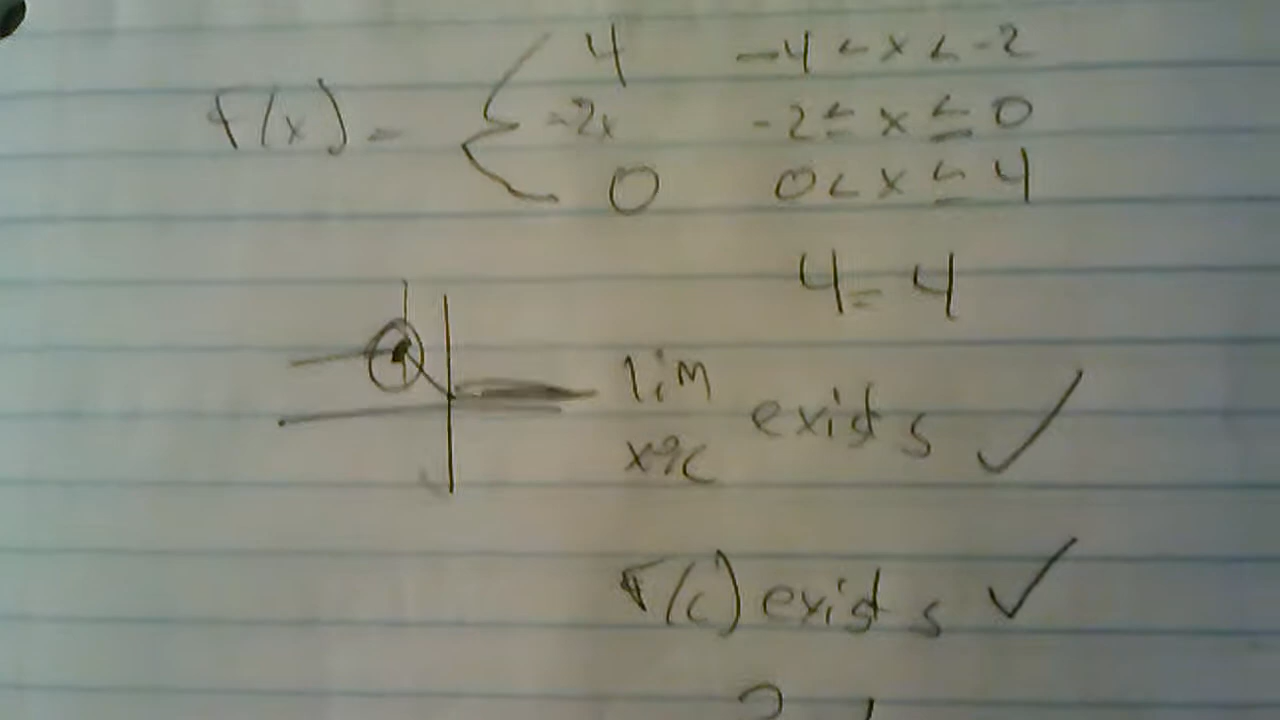 f(x) = { 4 -4 < x < -2
-2x -2 ≤ x ≤ 0
0 0 < x ≤ 4
4 = 4
lim exists ✓
x→c
f(c) exists ✓